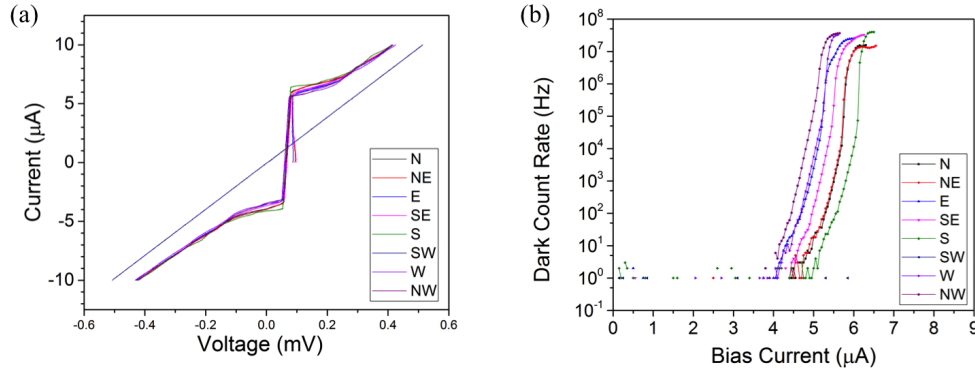 (a)
10
5
0
-5
-10
Current (μA)
-0.6 -0.4 -0.2 0.0 0.2 0.4 0.6
Voltage (mV)
N
NE
E
SE
S
SW
W
NW
(b)
10^8
10^7
10^6
10^5
10^4
10^3
10^2
10^1
10^0
10^-1
Dark Count Rate (Hz)
0 1 2 3 4 5 6 7 8 9
Bias Current (μA)
N
NE
E
SE
S
SW
W
NW